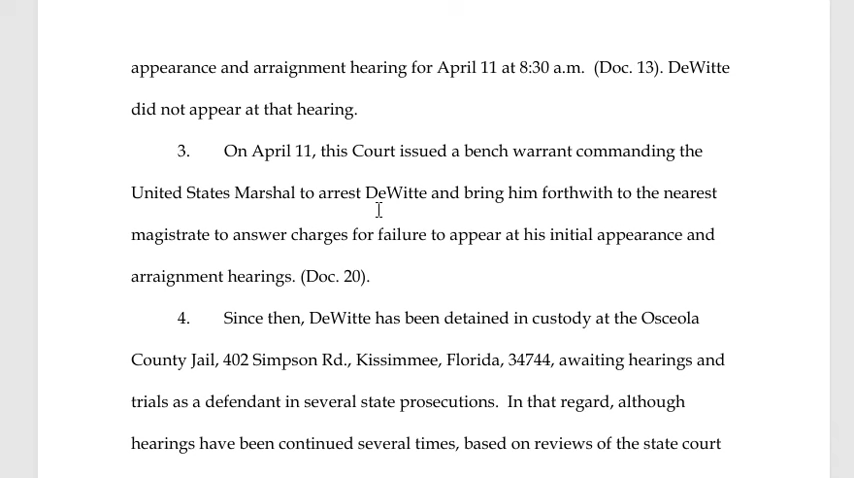 appearance and arraignment hearing for April 11 at 8:30 a.m.  (Doc. 13). DeWitte
did not appear at that hearing.
3. On April 11, this Court issued a bench warrant commanding the
United States Marshal to arrest DeWitte and bring him forthwith to the nearest
magistrate to answer charges for failure to appear at his initial appearance and
arraignment hearings. (Doc. 20).
4. Since then, DeWitte has been detained in custody at the Osceola
County Jail, 402 Simpson Rd., Kissimmee, Florida, 34744, awaiting hearings and
trials as a defendant in several state prosecutions.  In that regard, although
hearings have been continued several times, based on reviews of the state court